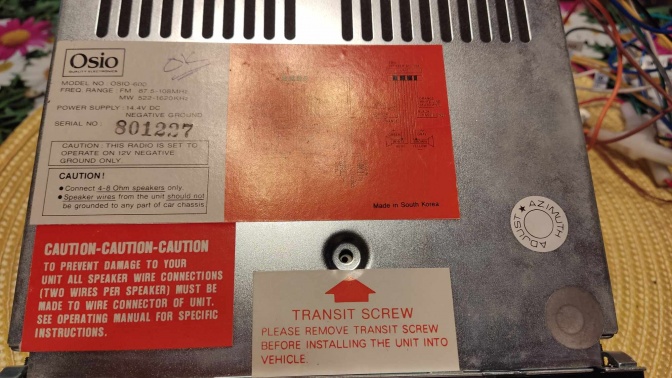 Osio
QUALITY ELECTRONICS
MODEL NO : OSIO-600
FREQ. RANGE FM 87.5-108MHz
MW 522-1620KHz
POWER SUPPLY : 14.4V DC
NEGATIVE GROUND
SERIAL NO : 801227
CAUTION : THIS RADIO IS SET TO
OPERATE ON 12V NEGATIVE
GROUND ONLY
CAUTION!
● Connect 4-8 Ohm speakers only.
● Speaker wires from the unit should not
be grounded to any part of car chassis
Made in South Korea
AZIMUTH
ADJUST
CAUTION-CAUTION-CAUTION
TO PREVENT DAMAGE TO YOUR
UNIT ALL SPEAKER WIRE CONNECTIONS
(TWO WIRES PER SPEAKER) MUST BE
MADE TO WIRE CONNECTOR OF UNIT.
SEE OPERATING MANUAL FOR SPECIFIC
INSTRUCTIONS.
TRANSIT SCREW
PLEASE REMOVE TRANSIT SCREW
BEFORE INSTALLING THE UNIT INTO
VEHICLE.